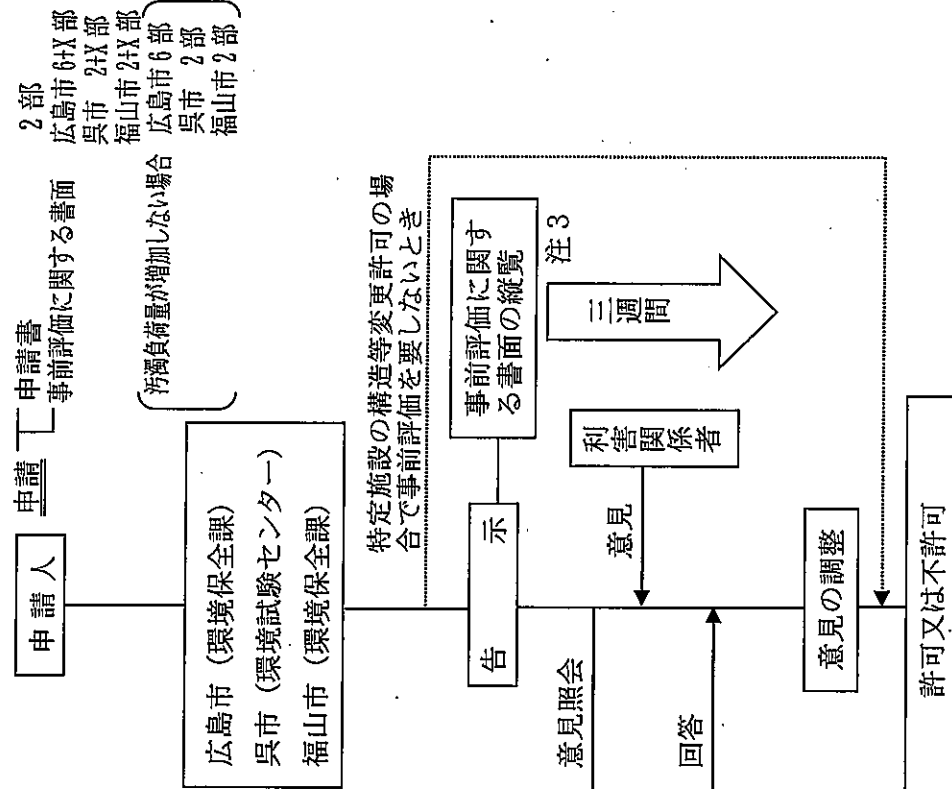 申請人
申請
申請書 2部
事前評価に関する書面 広島市 6+X部
呉市 2+X部
福山市 2+X部
汚濁負荷量が増加しない場合 広島市 6部
呉市 2部
福山市 2部
広島市（環境保全課）
呉市（環境試験センター）
福山市（環境保全課）
特定施設の構造等変更許可の場
合で事前評価を要しないとき
告示
事前評価に関す
る書面の縦覧
注3
三週間
意見照会
意見
利害関係者
回答
意見の調整
許可又は不許可